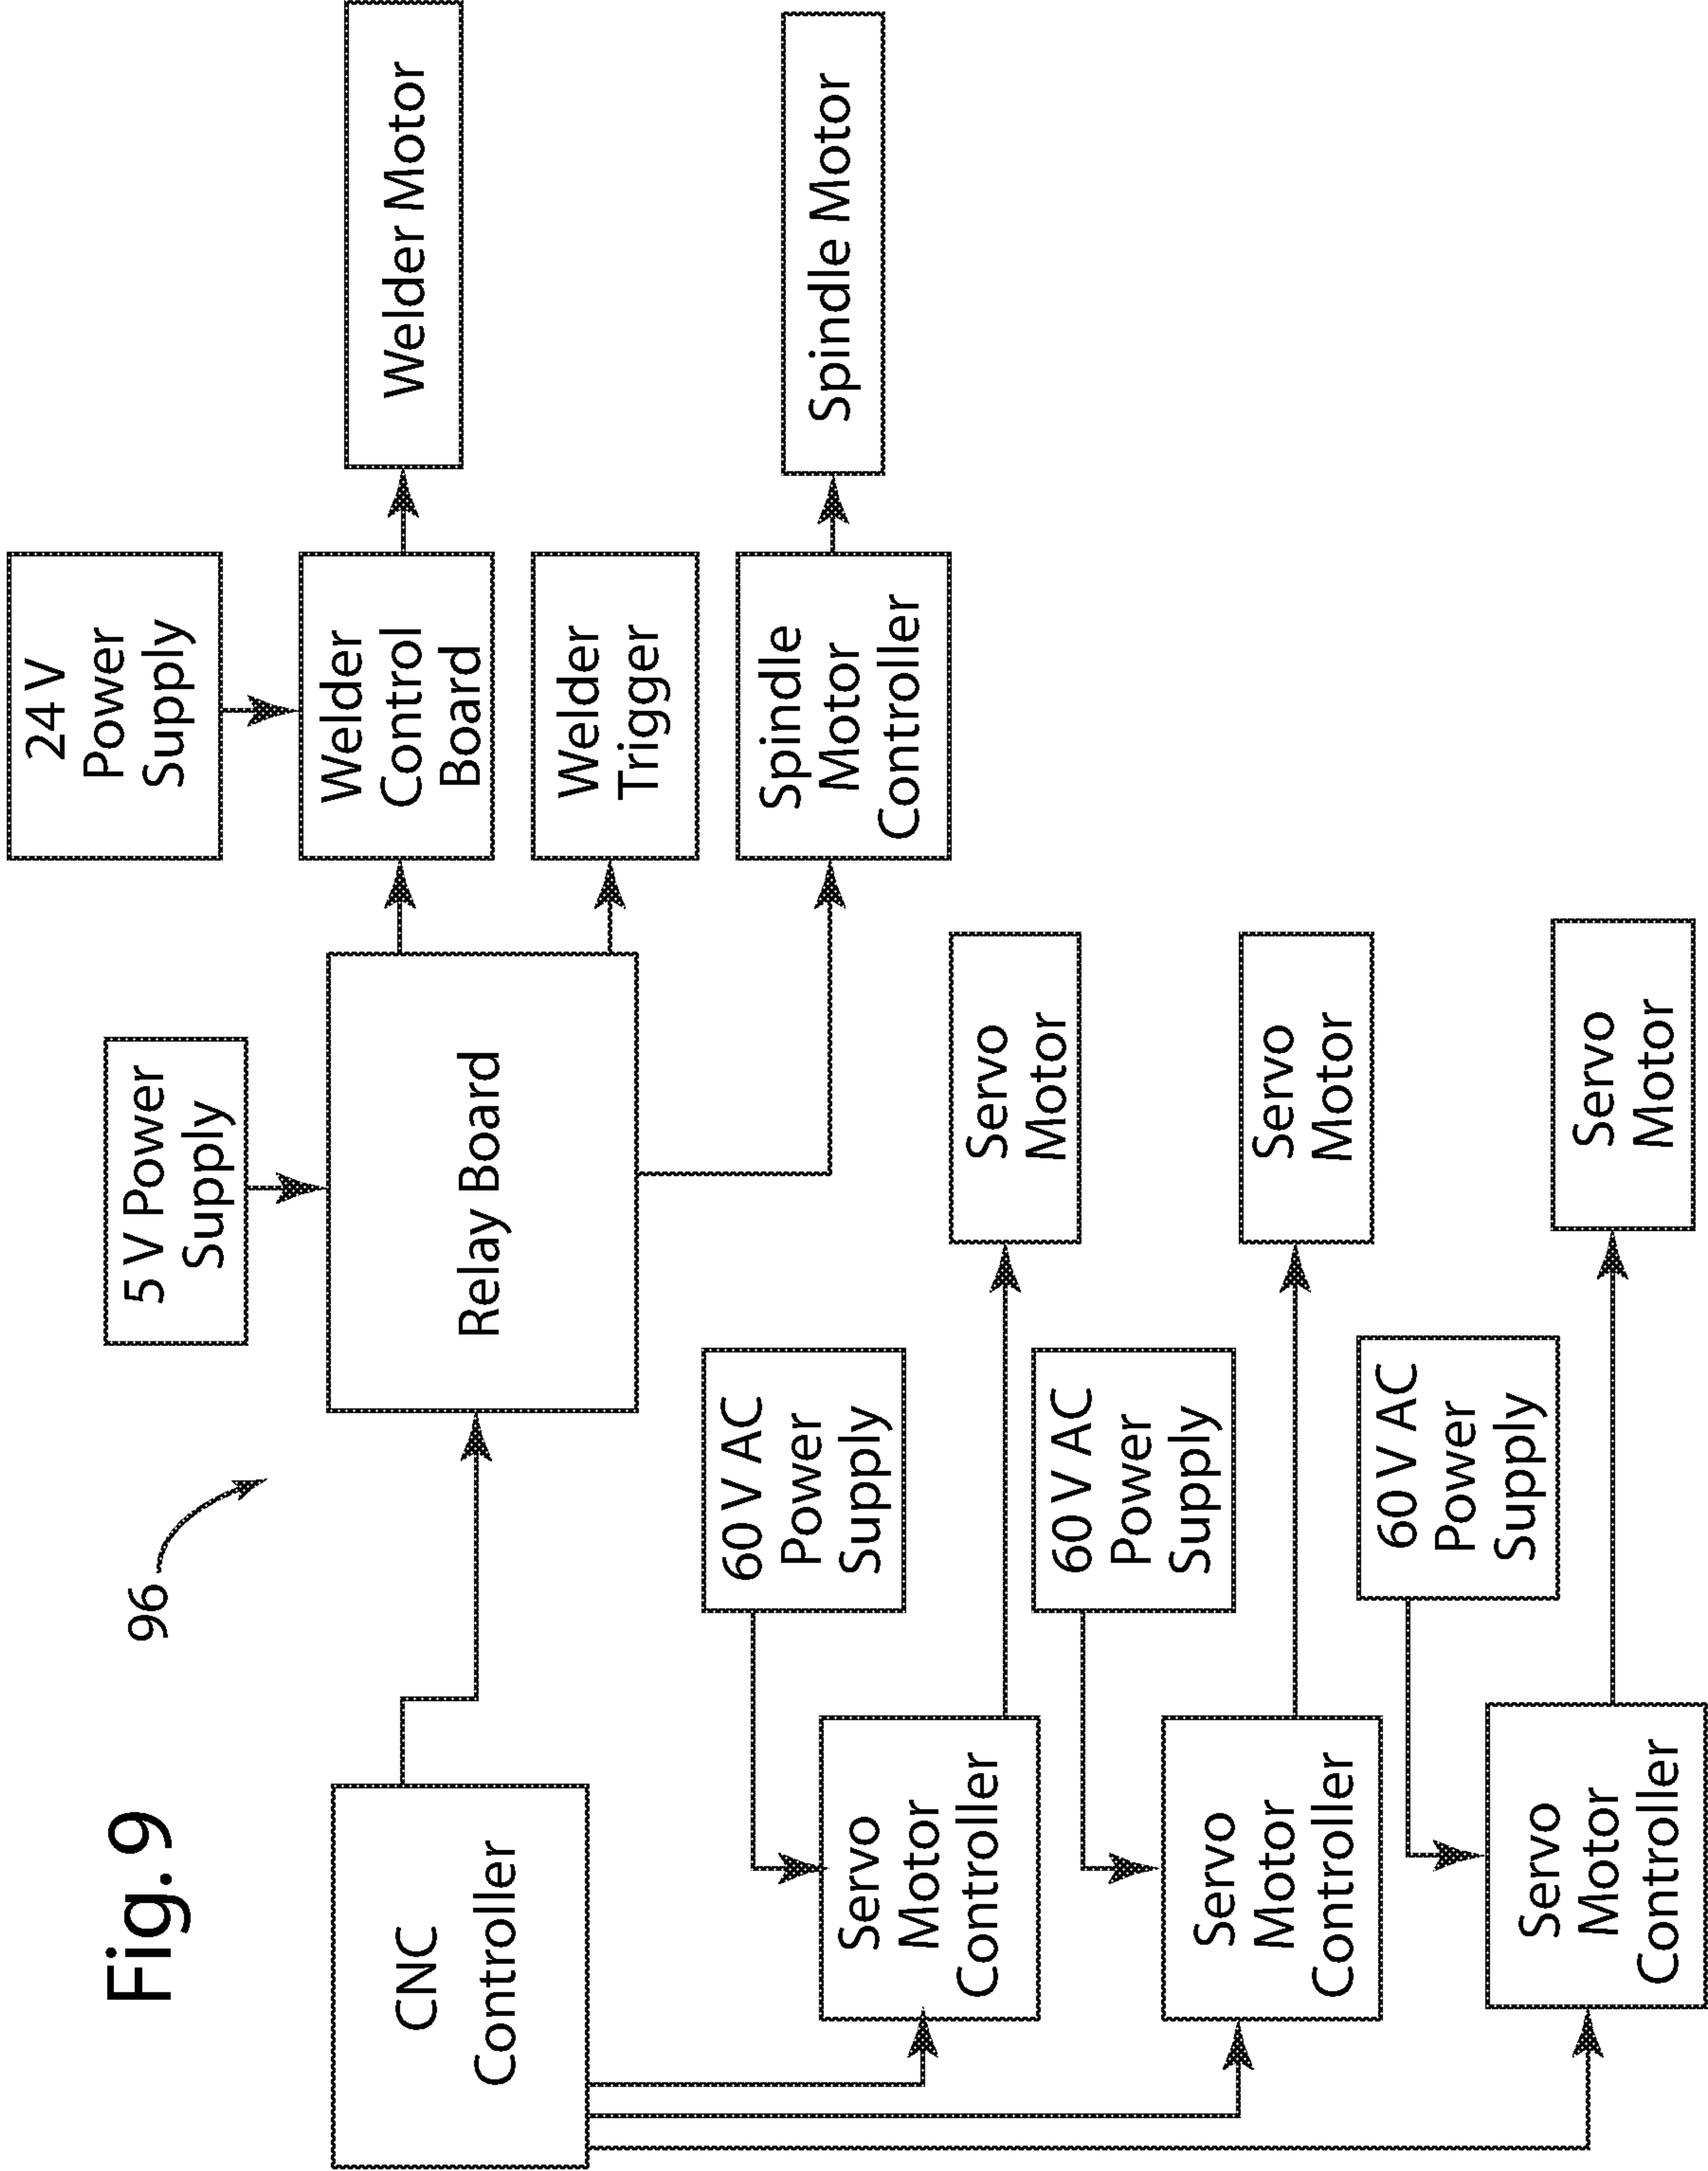 Fig. 9
96
24 V
Power
Supply
5 V Power
Supply
CNC
Controller
Relay Board
Welder
Control
Board
Welder Motor
Welder
Trigger
Spindle
Motor
Controller
Spindle Motor
60 V AC
Power
Supply
Servo
Motor
Controller
Servo
Motor
60 V AC
Power
Supply
Servo
Motor
Controller
Servo
Motor
60 V AC
Power
Supply
Servo
Motor
Controller
Servo
Motor